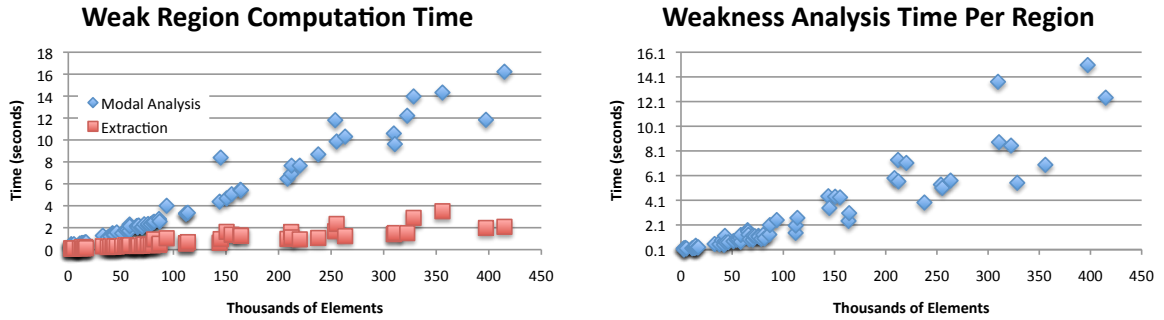 Weak Region Computation Time
Time (seconds)
18
16
14
12
10
8
6
4
2
0
Modal Analysis
Extraction
0 50 100 150 200 250 300 350 400 450
Thousands of Elements
Weakness Analysis Time Per Region
Time (seconds)
16.1
14.1
12.1
10.1
8.1
6.1
4.1
2.1
0.1
0 50 100 150 200 250 300 350 400 450
Thousands of Elements